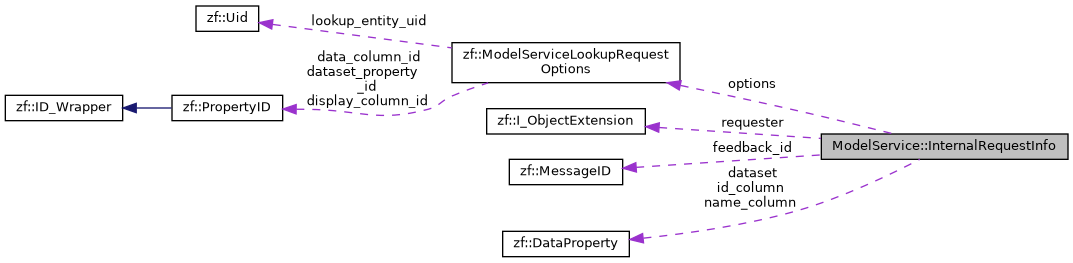 zf::Uid
lookup_entity_uid
zf::ModelServiceLookupRequest
Options
data_column_id
dataset_property
_id
display_column_id
zf::ID_Wrapper
zf::PropertyID
options
zf::I_ObjectExtension
requester
ModelService::InternalRequestInfo
feedback_id
zf::MessageID
dataset
id_column
name_column
zf::DataProperty